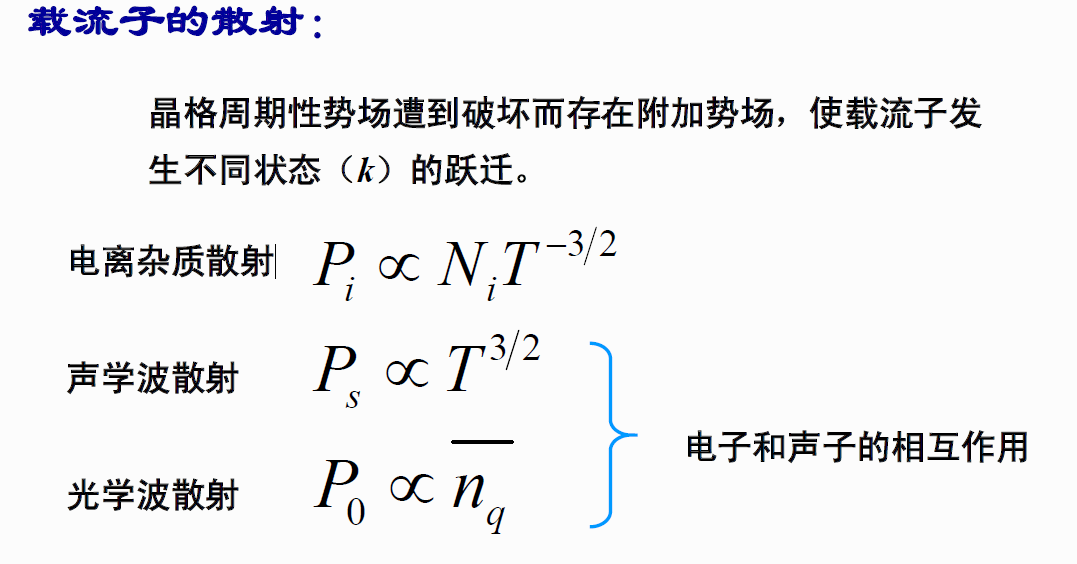 载流子的散射：
晶格周期性势场遭到破坏而存在附加势场，使载流子发
生不同状态（k）的跃迁。
电离杂质散射 P_i ∝ N_i T^{-3/2}
声学波散射 P_s ∝ T^{3/2}
电子和声子的相互作用
光学波散射 P_0 ∝ \overline{n_q}